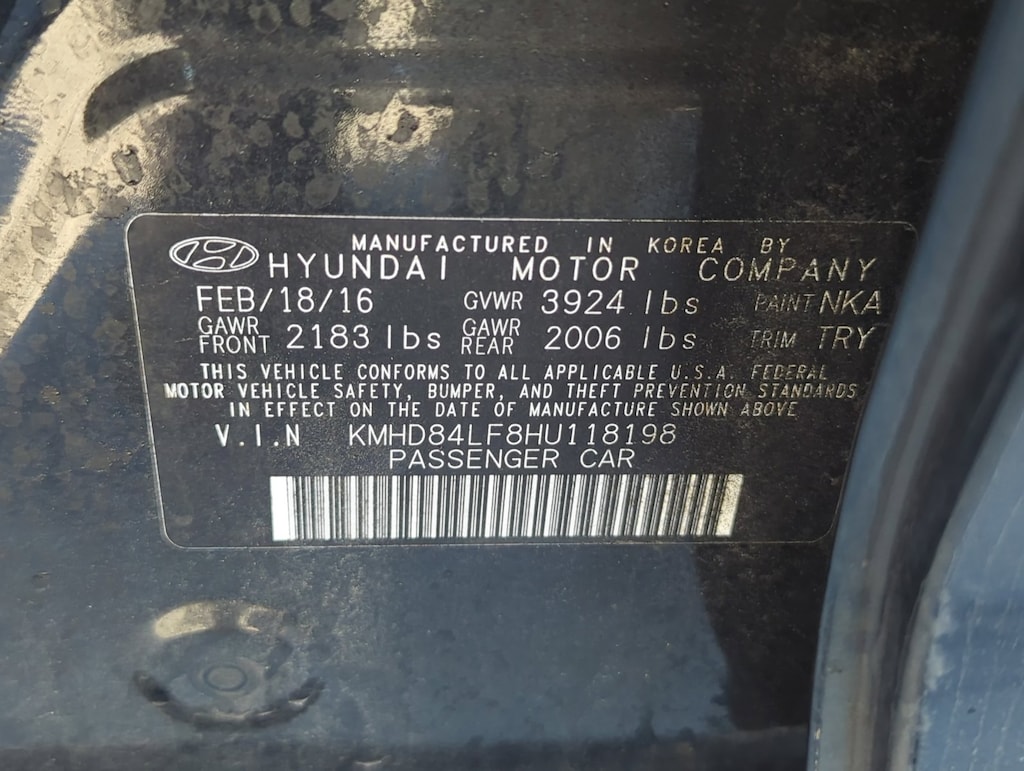 MANUFACTURED IN KOREA BY
HYUNDAI MOTOR COMPANY
FEB/18/16 GVWR 3924 lbs PAINT NKA
GAWR FRONT 2183 lbs GAWR REAR 2006 lbs TRIM TRY
THIS VEHICLE CONFORMS TO ALL APPLICABLE U.S.A. FEDERAL
MOTOR VEHICLE SAFETY, BUMPER, AND THEFT PREVENTION STANDARDS
IN EFFECT ON THE DATE OF MANUFACTURE SHOWN ABOVE
V.I.N KMHD84LF8HU118198
PASSENGER CAR